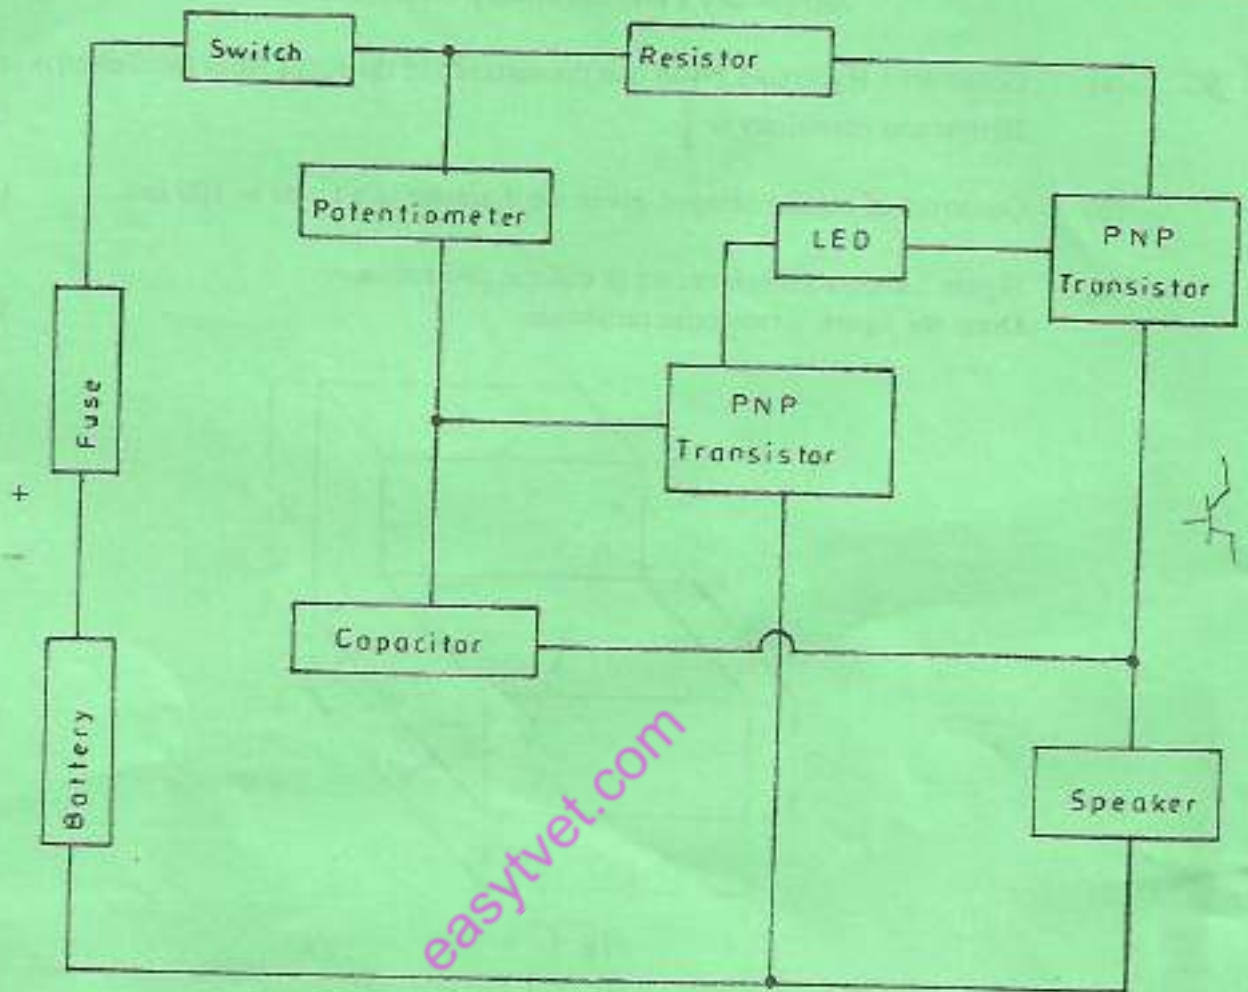 Switch
Resistor
Potentiometer
LED
PNP
Transistor
Fuse
PNP
Transistor
+
−
Capacitor
Battery
Speaker
easytvet.com